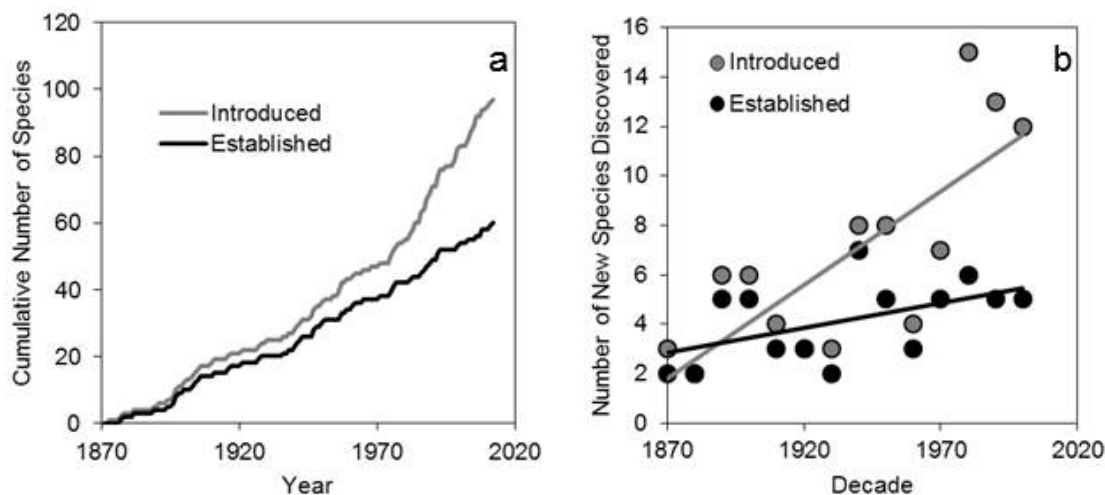 120
100
80
60
40
20
0
a
Introduced
Established
Cumulative Number of Species
1870 1920 1970 2020
Year
16
14
12
10
8
6
4
2
0
b
Introduced
Established
Number of New Species Discovered
1870 1920 1970 2020
Decade